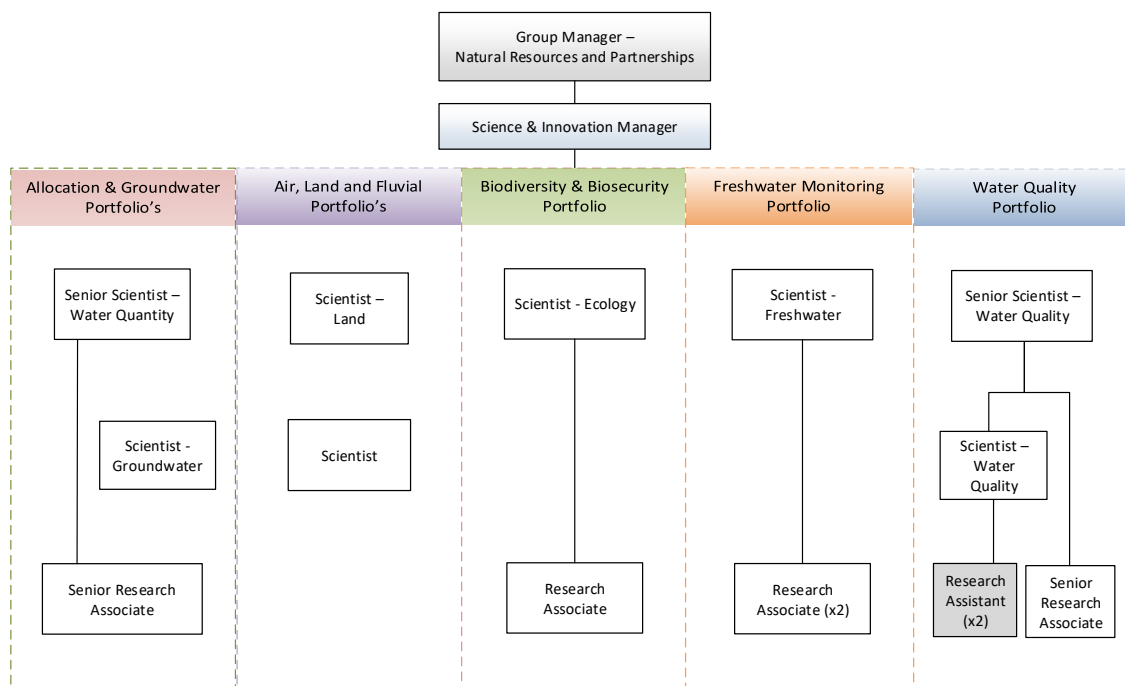 Group Manager –
Natural Resources and Partnerships
Science & Innovation Manager
Allocation & Groundwater
Portfolio's
Air, Land and Fluvial
Portfolio's
Biodiversity & Biosecurity
Portfolio
Freshwater Monitoring
Portfolio
Water Quality
Portfolio
Senior Scientist –
Water Quantity
Scientist –
Land
Scientist - Ecology
Scientist -
Freshwater
Senior Scientist –
Water Quality
Scientist -
Groundwater
Scientist
Scientist –
Water
Quality
Senior Research
Associate
Research
Associate
Research
Associate (x2)
Research
Assistant
(x2)
Senior
Research
Associate